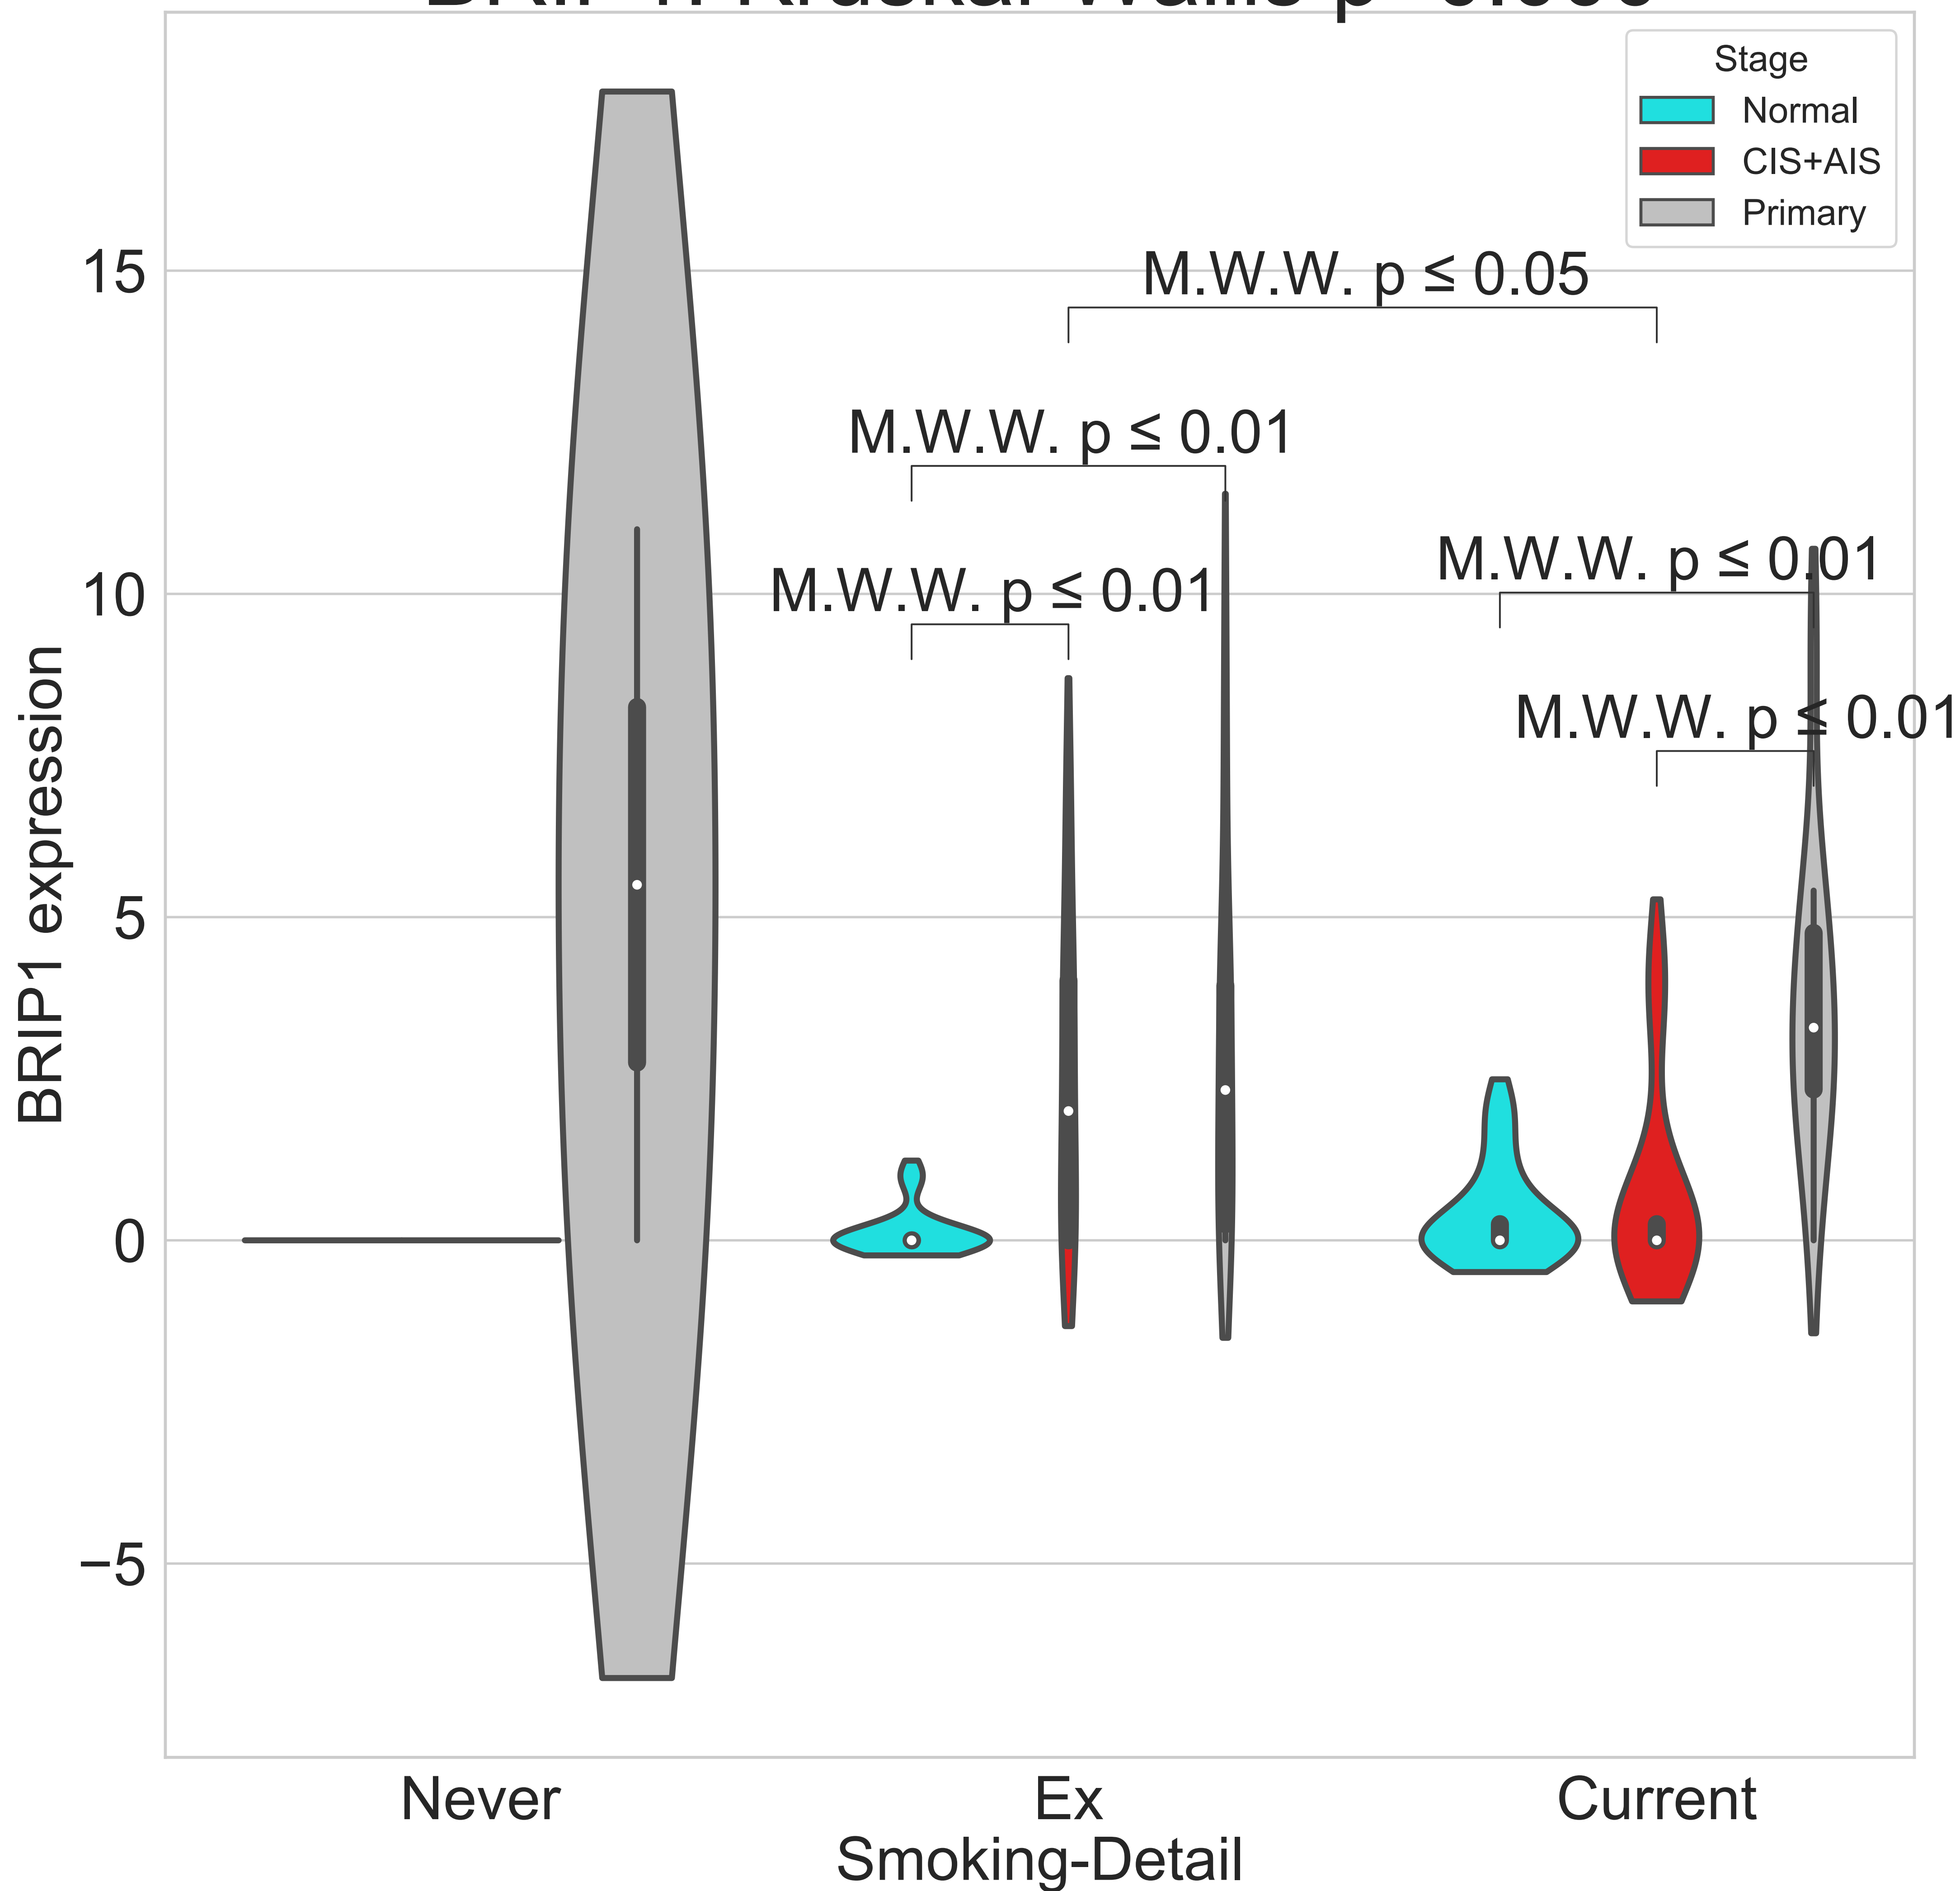 Stage
Normal
CIS+AIS
Primary
M.W.W. p ≤ 0.05
M.W.W. p ≤ 0.01
M.W.W. p ≤ 0.01
M.W.W. p ≤ 0.01
M.W.W. p ≤ 0.01
15
10
5
0
−5
BRIP1 expression
Never
Ex
Current
Smoking-Detail